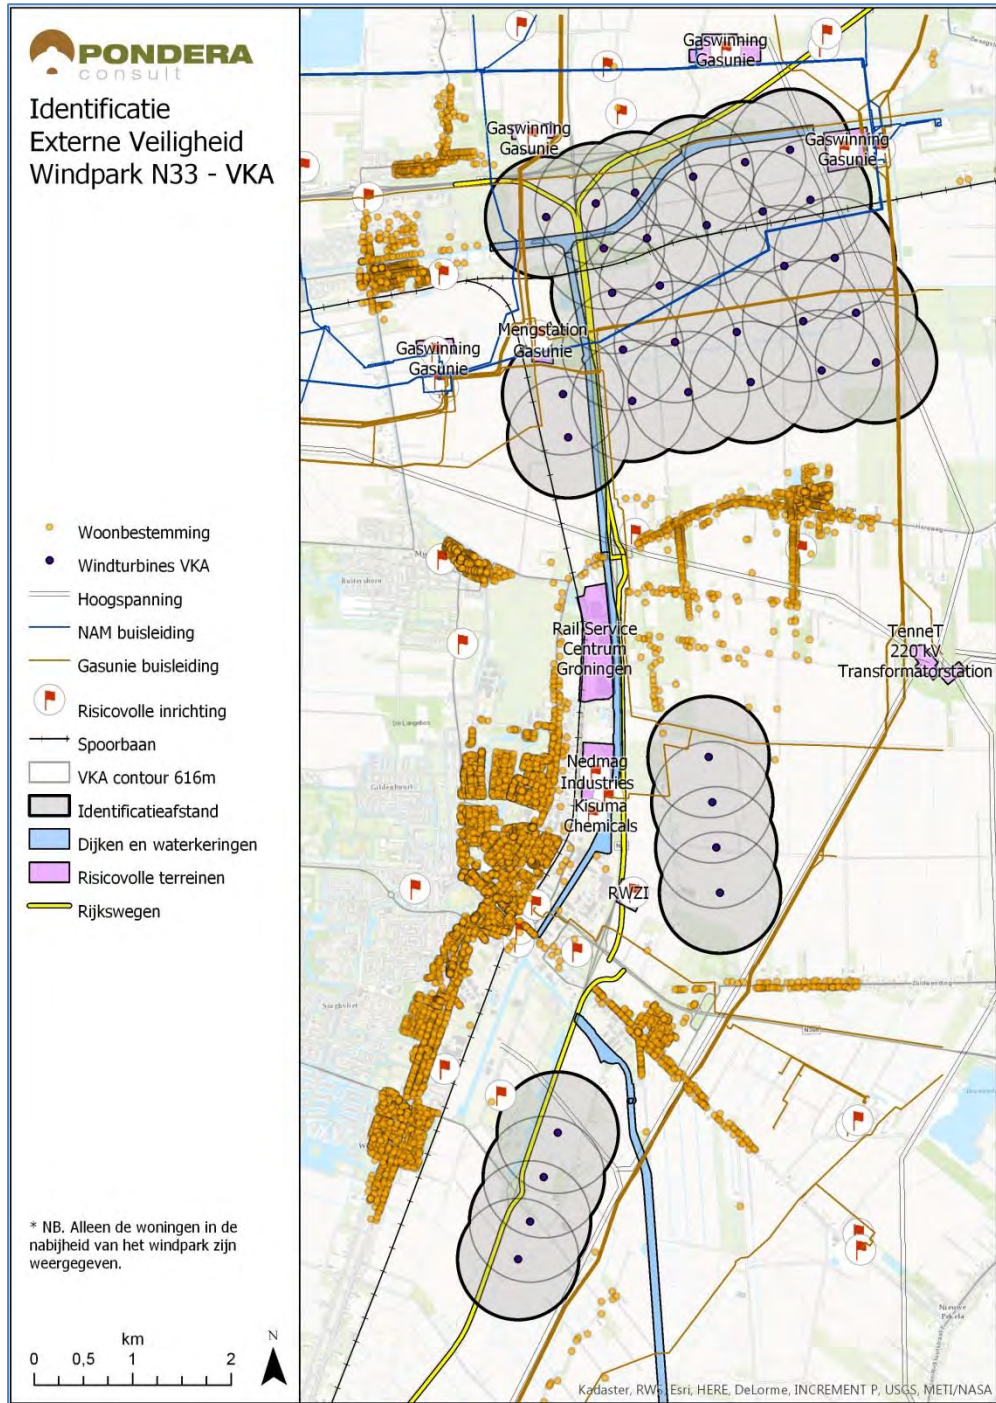 PONDERA
consult
Identificatie
Externe Veiligheid
Windpark N33 - VKA
Woonbestemming
Windturbines VKA
Hoogspanning
NAM buisleiding
Gasunie buisleiding
Risicovolle inrichting
Spoorbaan
VKA contour 616m
Identificatieafstand
Dijken en waterkeringen
Risicovolle terreinen
Rijkswegen
* NB. Alleen de woningen in de
nabijheid van het windpark zijn
weergegeven.
km
0 0,5 1 2
N
Gaswinning
Gasunie
Gaswinning
Gasunie
Gaswinning
Gasunie
Mengstation
Gasunie
Gaswinning
Gasunie
Rail Service
Centrum
Groningen
TenneT
220 kV
Transformatorstation
Nedmag
Industries
Kisuma
Chemicals
RWZI
Nieuwe
Pekela
Kadaster, RWS, Esri, HERE, DeLorme, INCREMENT P, USGS, METI/NASA